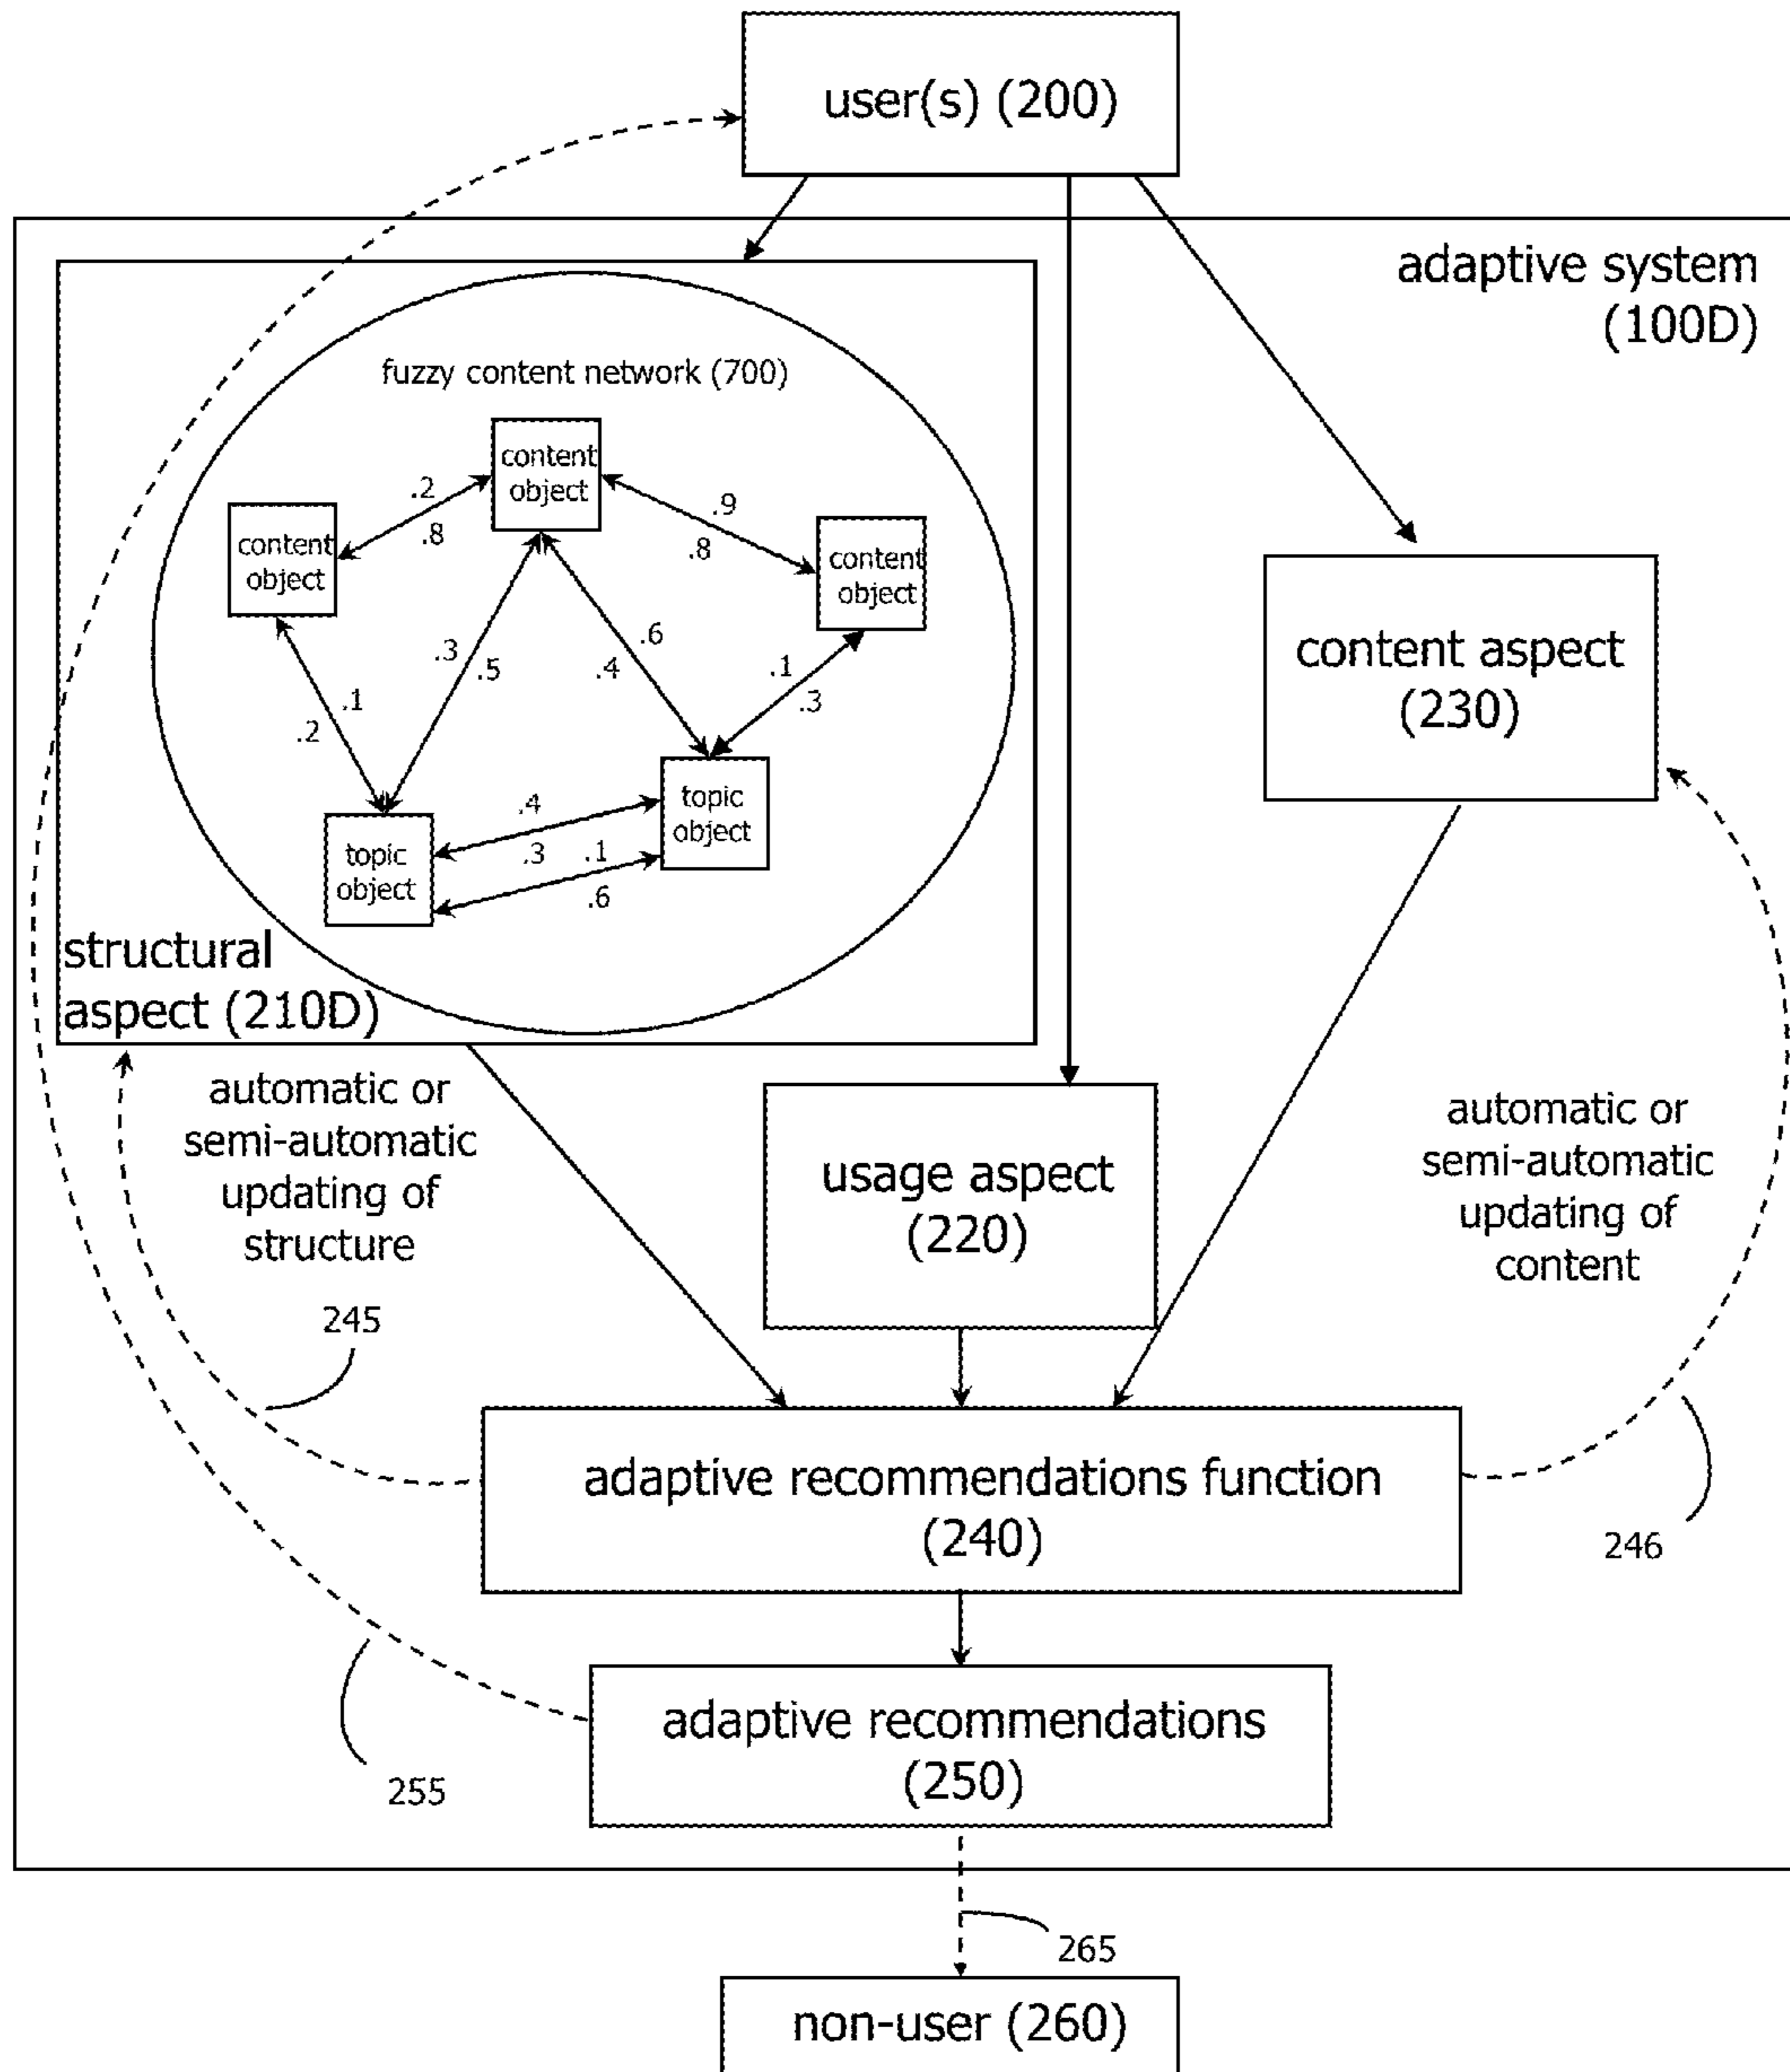 user(s) (200)
adaptive system
(100D)
fuzzy content network (700)
content
object
.2
.8
content
object
.9
.8
content
object
.3
.5
.6
.4
.1
.3
.1
.2
topic
object
.4
.3
.1
.6
topic
object
structural
aspect (210D)
content aspect
(230)
automatic or
semi-automatic
updating of
structure
245
usage aspect
(220)
automatic or
semi-automatic
updating of
content
246
adaptive recommendations function
(240)
adaptive recommendations
(250)
255
265
non-user (260)